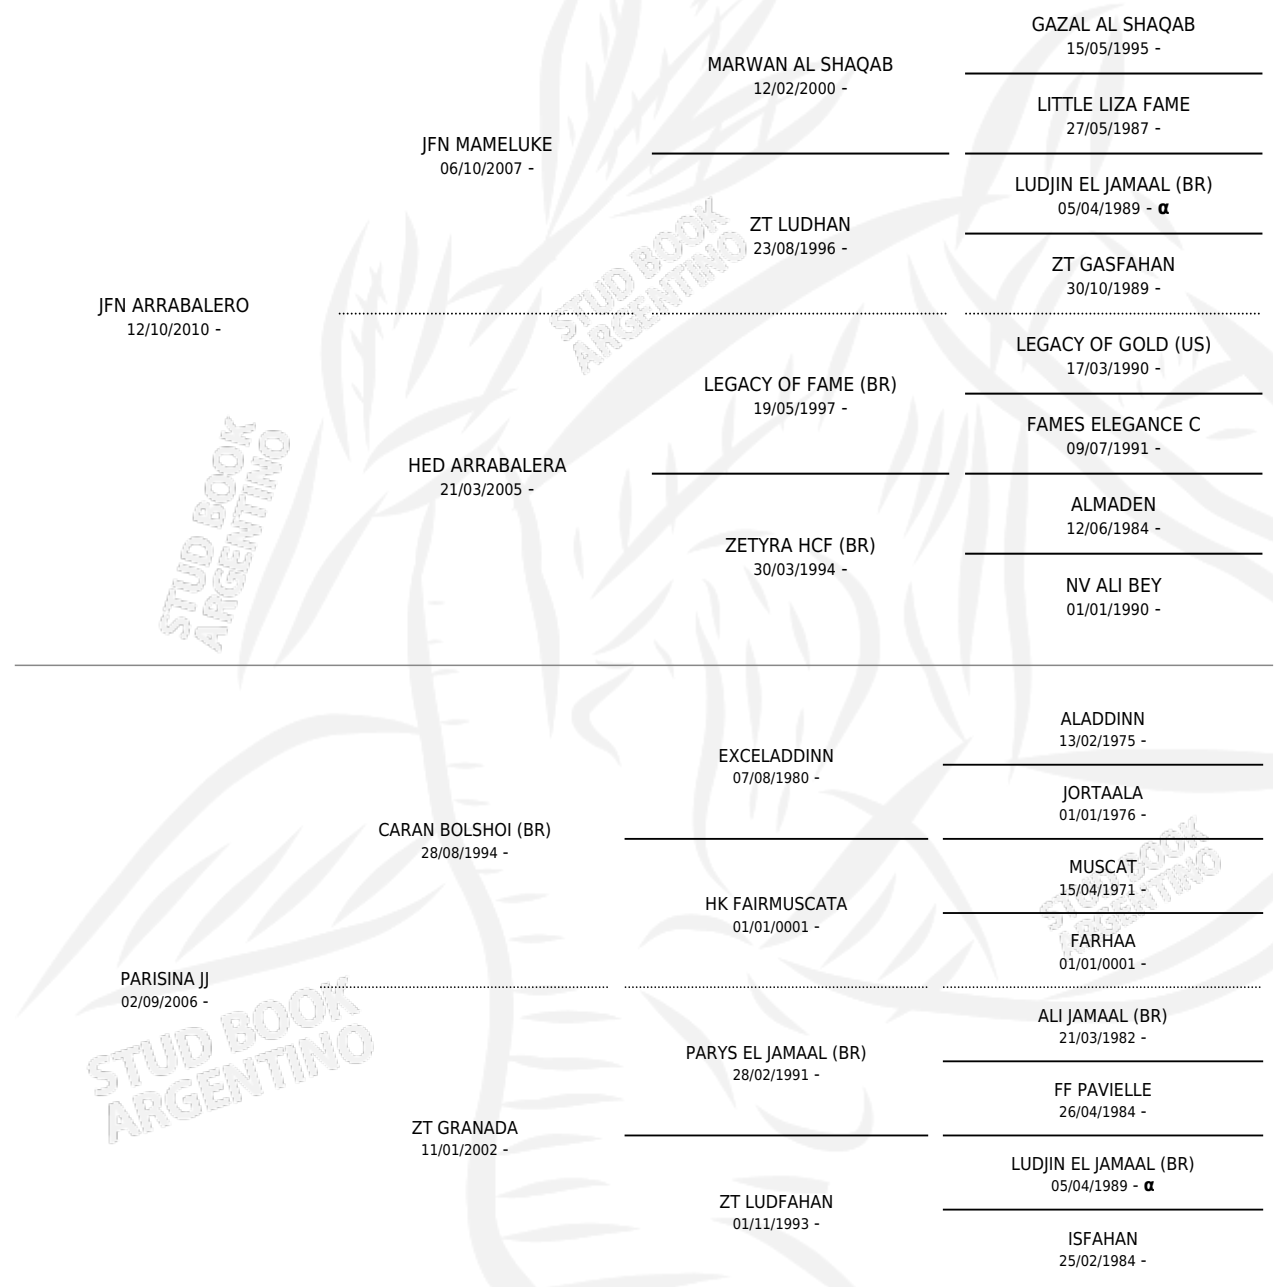 GAZAL AL SHAQAB
15/05/1995 -
MARWAN AL SHAQAB
12/02/2000 -
LITTLE LIZA FAME
27/05/1987 -
JFN MAMELUKE
06/10/2007 -
LUDJIN EL JAMAAL (BR)
05/04/1989 - α
ZT LUDHAN
23/08/1996 -
ZT GASFAHAN
30/10/1989 -
JFN ARRABALERO
12/10/2010 -
LEGACY OF GOLD (US)
17/03/1990 -
LEGACY OF FAME (BR)
19/05/1997 -
FAMES ELEGANCE C
09/07/1991 -
HED ARRABALERA
21/03/2005 -
ALMADEN
12/06/1984 -
ZETYRA HCF (BR)
30/03/1994 -
NV ALI BEY
01/01/1990 -
STUD BOOK
ARGENTINO
STUD BOOK
ARGENTINO
ALADDINN
13/02/1975 -
EXCELADDINN
07/08/1980 -
JORTAALA
01/01/1976 -
CARAN BOLSHOI (BR)
28/08/1994 -
MUSCAT
15/04/1971 -
HK FAIRMUSCATA
01/01/0001 -
FARHAA
01/01/0001 -
PARISINA JJ
02/09/2006 -
ALI JAMAAL (BR)
21/03/1982 -
PARYS EL JAMAAL (BR)
28/02/1991 -
FF PAVIELLE
26/04/1984 -
ZT GRANADA
11/01/2002 -
LUDJIN EL JAMAAL (BR)
05/04/1989 - α
ZT LUDFAHAN
01/11/1993 -
ISFAHAN
25/02/1984 -
STUD BOOK
ARGENTINO
STUD BOOK
ARGENTINO